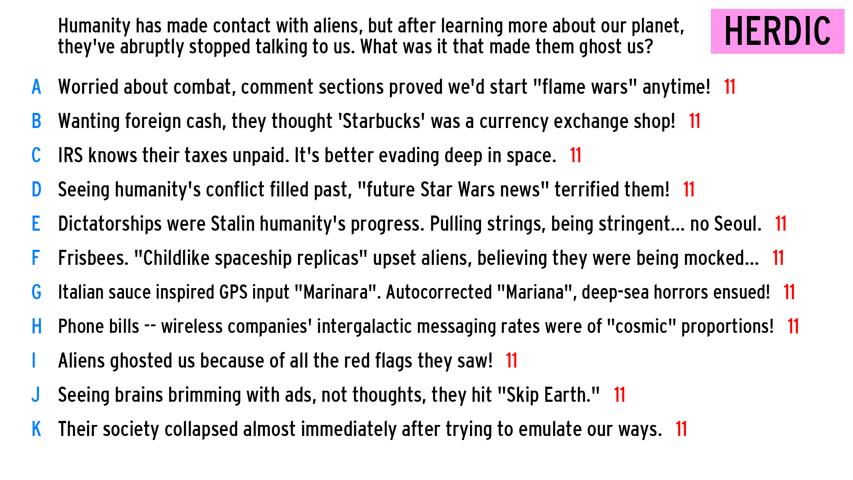 Humanity has made contact with aliens, but after learning more about our planet,
they've abruptly stopped talking to us. What was it that made them ghost us?
HERDIC
A Worried about combat, comment sections proved we'd start "flame wars" anytime! 11
B Wanting foreign cash, they thought 'Starbucks' was a currency exchange shop! 11
C IRS knows their taxes unpaid. It's better evading deep in space. 11
D Seeing humanity's conflict filled past, "future Star Wars news" terrified them! 11
E Dictatorships were Stalin humanity's progress. Pulling strings, being stringent... no Seoul. 11
F Frisbees. "Childlike spaceship replicas" upset aliens, believing they were being mocked... 11
G Italian sauce inspired GPS input "Marinara". Autocorrected "Mariana", deep-sea horrors ensued! 11
H Phone bills -- wireless companies' intergalactic messaging rates were of "cosmic" proportions! 11
I Aliens ghosted us because of all the red flags they saw! 11
J Seeing brains brimming with ads, not thoughts, they hit "Skip Earth." 11
K Their society collapsed almost immediately after trying to emulate our ways. 11